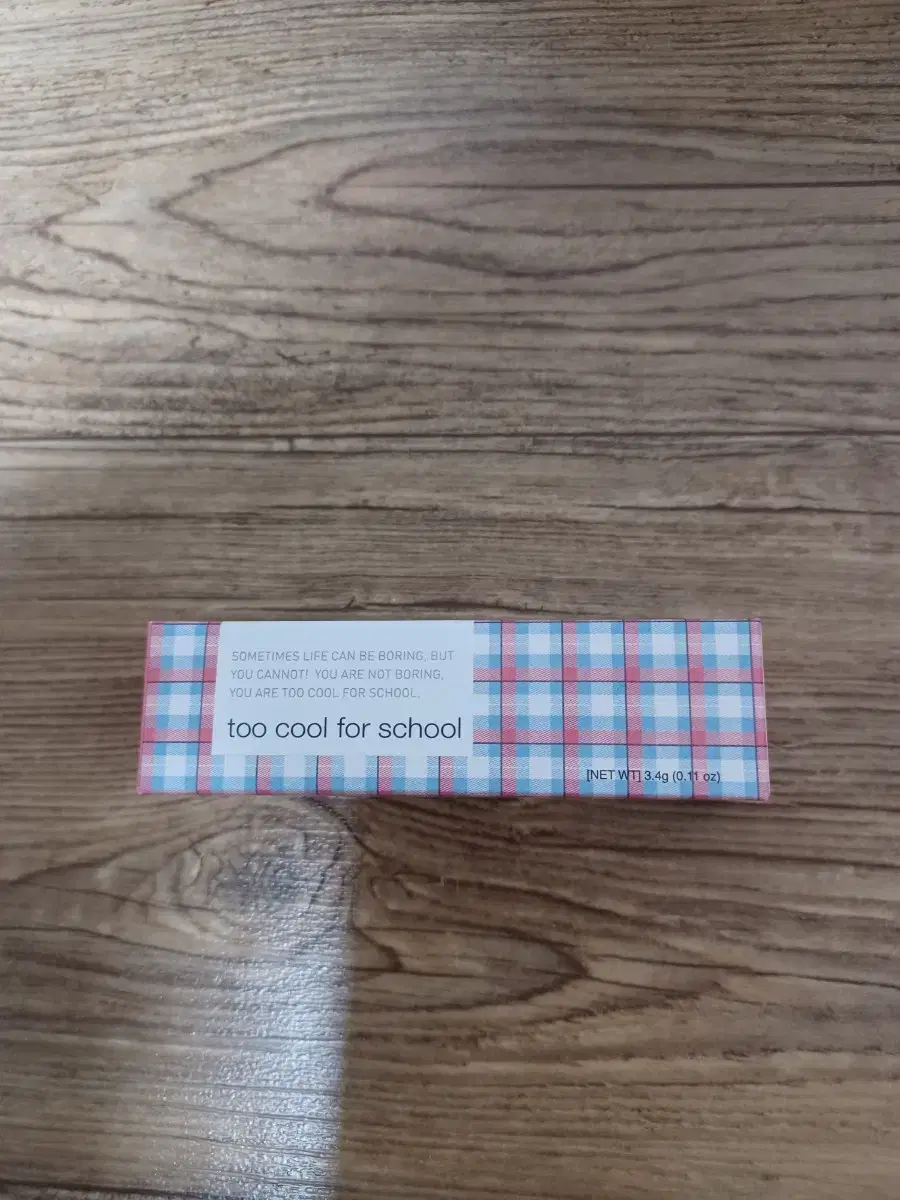 SOMETIMES LIFE CAN BE BORING, BUT
YOU CANNOT! YOU ARE NOT BORING,
YOU ARE TOO COOL FOR SCHOOL.
too cool for school
[NET WT] 3.4g (0.11 oz)